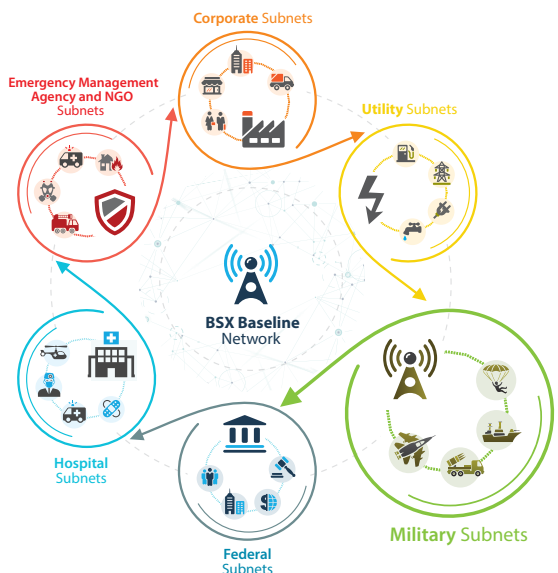 Corporate Subnets
Emergency Management
Agency and NGO
Subnets
Utility Subnets
BSX Baseline
Network
Hospital
Subnets
Military Subnets
Federal
Subnets